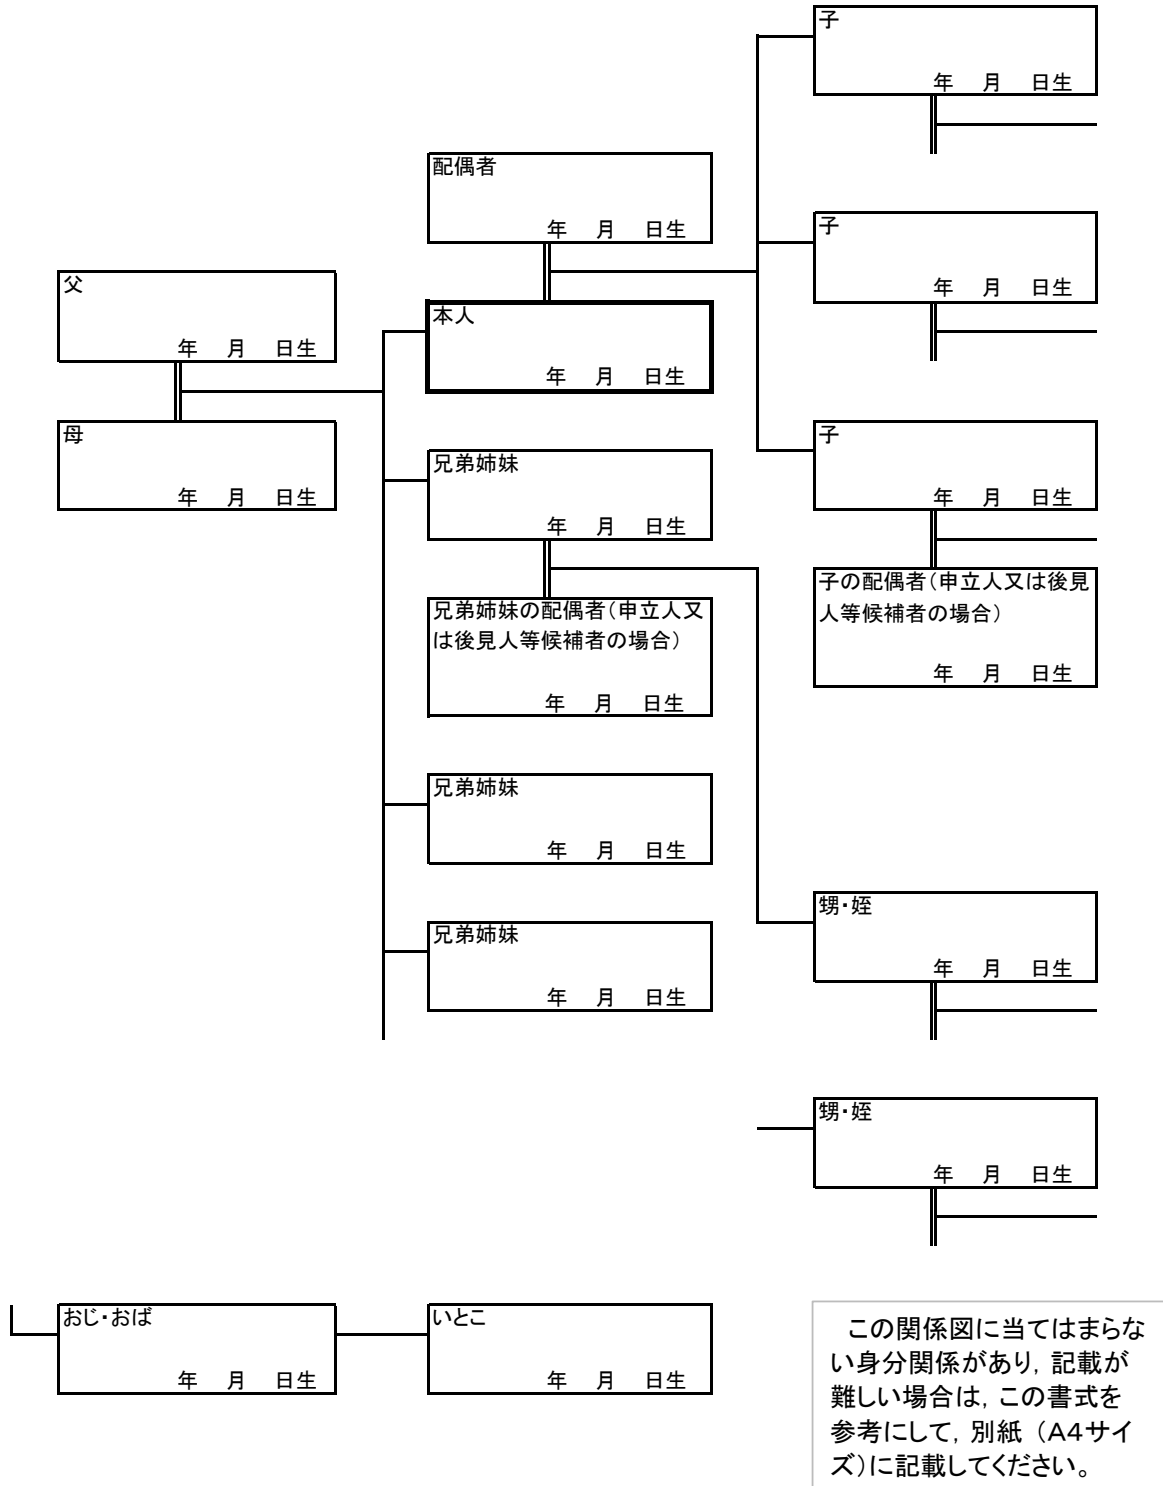 子
年 月 日生
配偶者
年 月 日生
子
年 月 日生
父
年 月 日生
本人
年 月 日生
母
年 月 日生
兄弟姉妹
年 月 日生
子
年 月 日生
兄弟姉妹の配偶者（申立人又
は後見人等候補者の場合）
年 月 日生
子の配偶者（申立人又は後見
人等候補者の場合）
年 月 日生
兄弟姉妹
年 月 日生
兄弟姉妹
年 月 日生
甥・姪
年 月 日生
甥・姪
年 月 日生
おじ・おば
年 月 日生
いとこ
年 月 日生
この関係図に当てはまらな
い身分関係があり，記載が
難しい場合は，この書式を
参考にして，別紙（A4サイ
ズ）に記載してください。